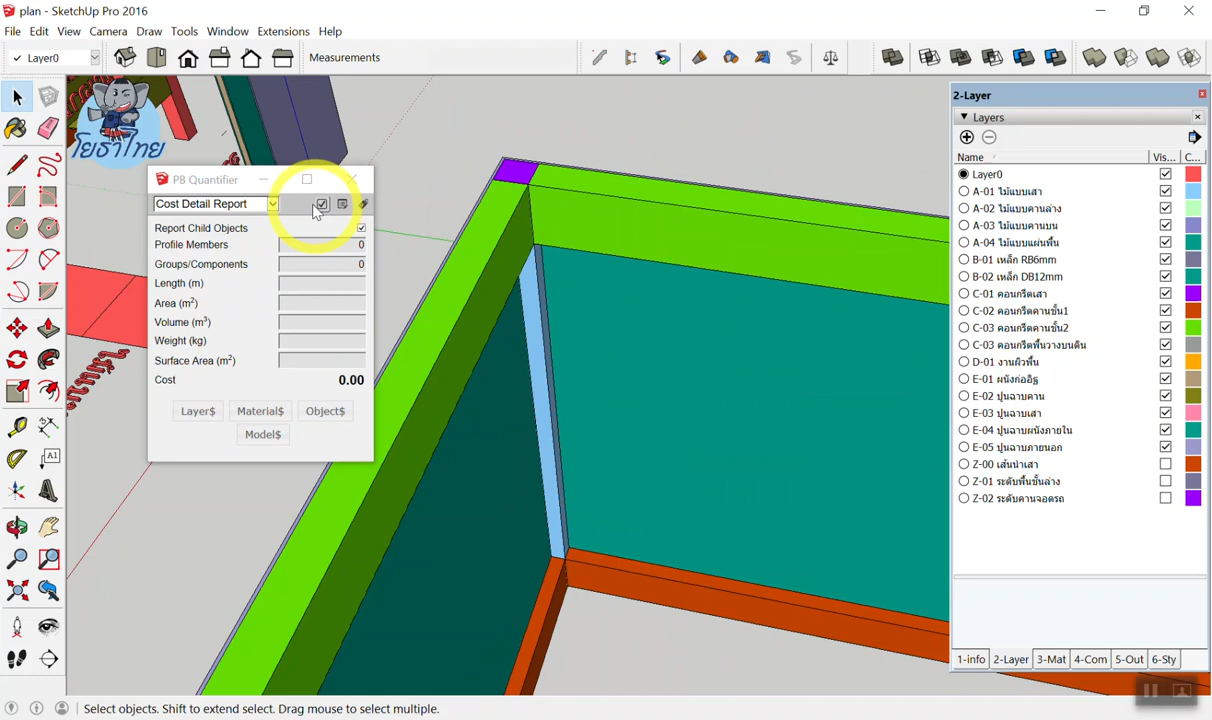 plan - SketchUp Pro 2016
File Edit View Camera Draw Tools Window Extensions Help
Layer0
Measurements
โยธาไทย
PB Quantifier
Cost Detail Report
Report Child Objects
Profile Members 0
Groups/Components 0
Length (m)
Area (m²)
Volume (m³)
Weight (kg)
Surface Area (m²)
Cost 0.00
Layer$ Material$ Object$
Model$
2-Layer
Layers
Name Vis... C...
Layer0
A-01 ไม้แบบเสา
A-02 ไม้แบบคานล่าง
A-03 ไม้แบบคานบน
A-04 ไม้แบบแผ่นพื้น
B-01 เหล็ก RB6mm
B-02 เหล็ก DB12mm
C-01 คอนกรีตเสา
C-02 คอนกรีตคานชั้น1
C-03 คอนกรีตคานชั้น2
C-03 คอนกรีตพื้นวางบนดิน
D-01 งานผิวพื้น
E-01 ผนังก่ออิฐ
E-02 ปูนฉาบคาน
E-03 ปูนฉาบเสา
E-04 ปูนฉาบผนังภายใน
E-05 ปูนฉาบภายนอก
Z-00 เส้นนำเสา
Z-01 ระดับพื้นชั้นล่าง
Z-02 ระดับคานจอดรถ
1-info 2-Layer 3-Mat 4-Com 5-Out 6-Sty
Select objects. Shift to extend select. Drag mouse to select multiple.